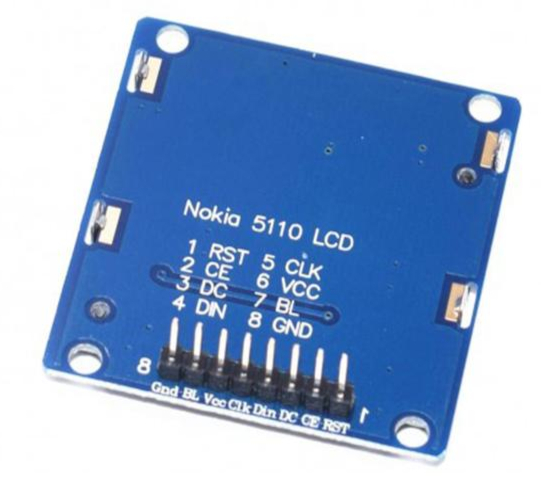 Nokia 5110 LCD
1 RST 5 CLK
2 CE 6 VCC
3 DC 7 BL
4 DIN 8 GND
8
Gnd BL Vcc Clk Din DC CE RST
1